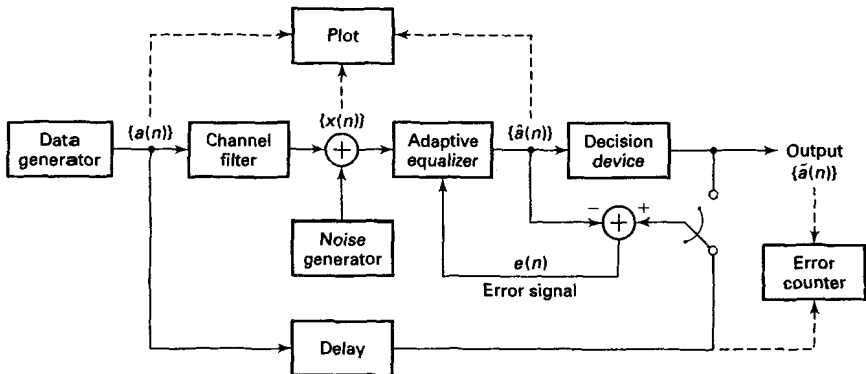 Plot
{a(n)}
{x(n)}
{â(n)}
Data
generator
Channel
filter
+
Adaptive
equalizer
Decision
device
Output
{ã(n)}
Noise
generator
−
+
+
e(n)
Error signal
Error
counter
Delay